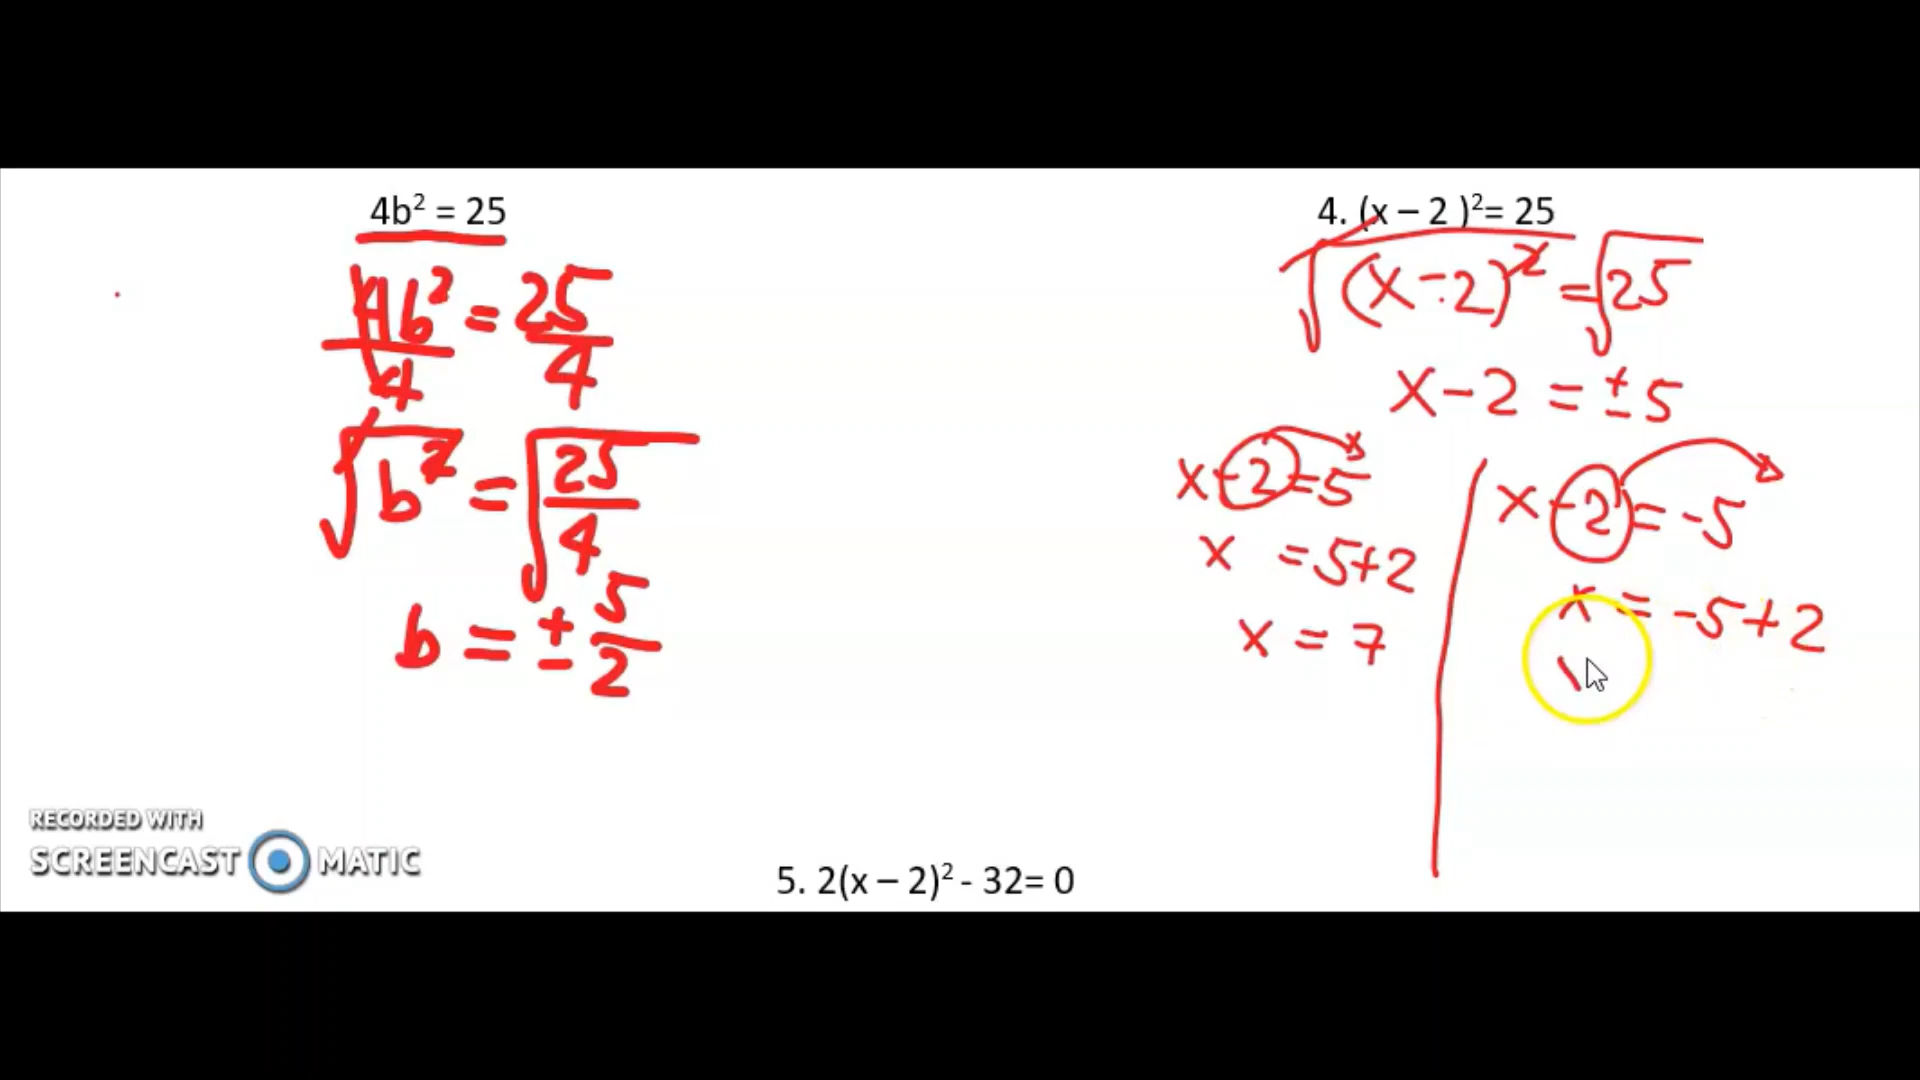 4b² = 25
4b² = 25
4 4
√b² = √25
4
b = ± 5
2
4. (x – 2 )²= 25
√(x-2)² = √25
x-2 = ±5
x-2=5
x =5+2
x = 7
x-2=-5
x = -5+2
RECORDED WITH
SCREENCAST MATIC
5. 2(x – 2)² - 32= 0